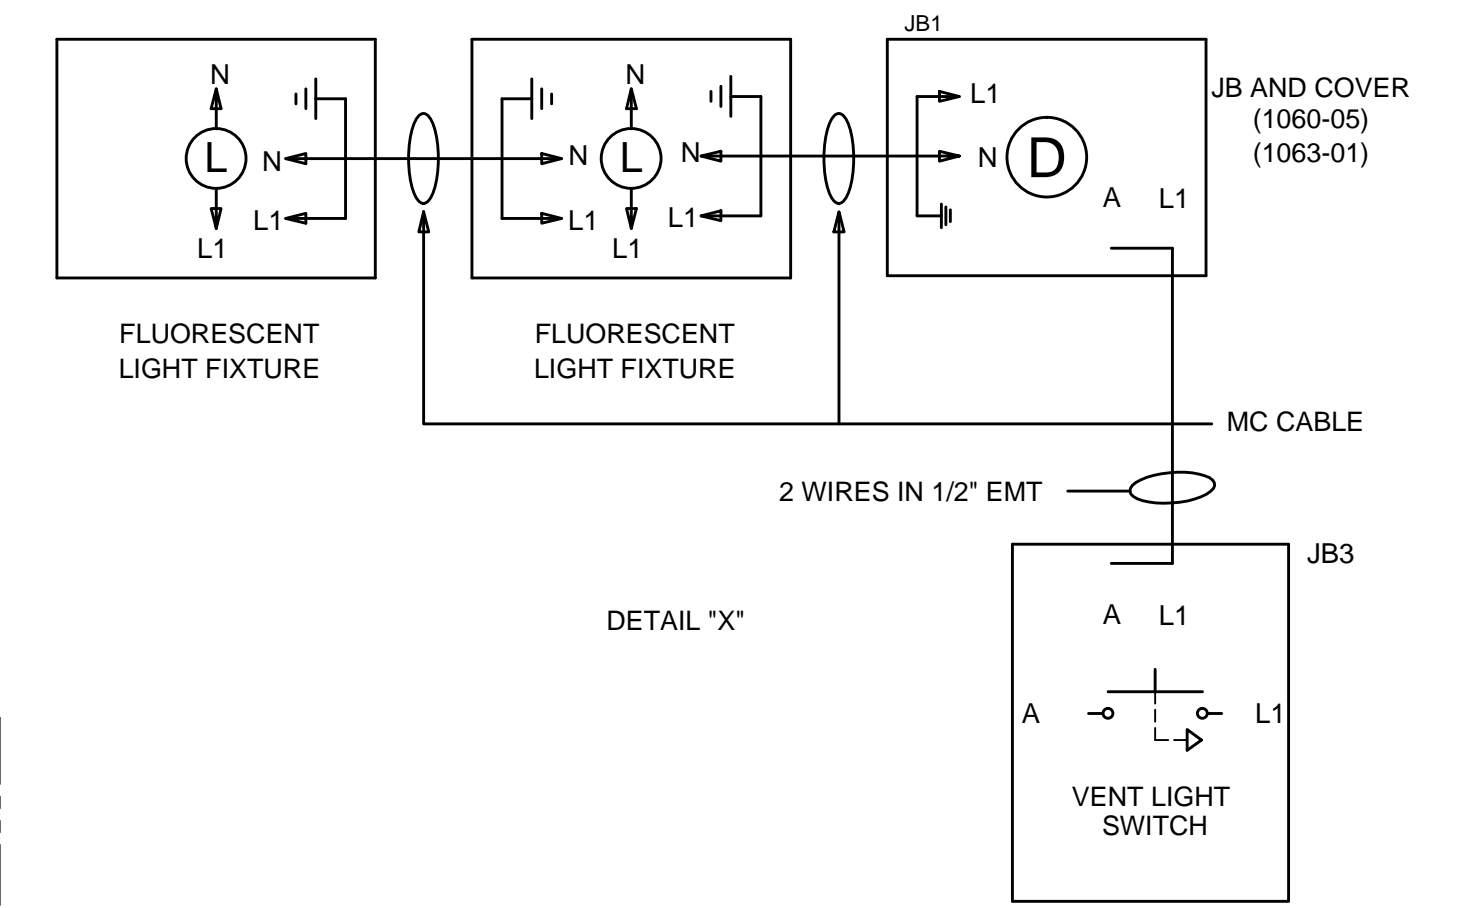 JB1
N
L
N
L1
L1
N
L1
N
L
N
L1
L1
L1
N
D
A L1
JB AND COVER
(1060-05)
(1063-01)
FLUORESCENT
LIGHT FIXTURE
FLUORESCENT
LIGHT FIXTURE
MC CABLE
2 WIRES IN 1/2" EMT
JB3
DETAIL "X"
A L1
A
L1
VENT LIGHT
SWITCH